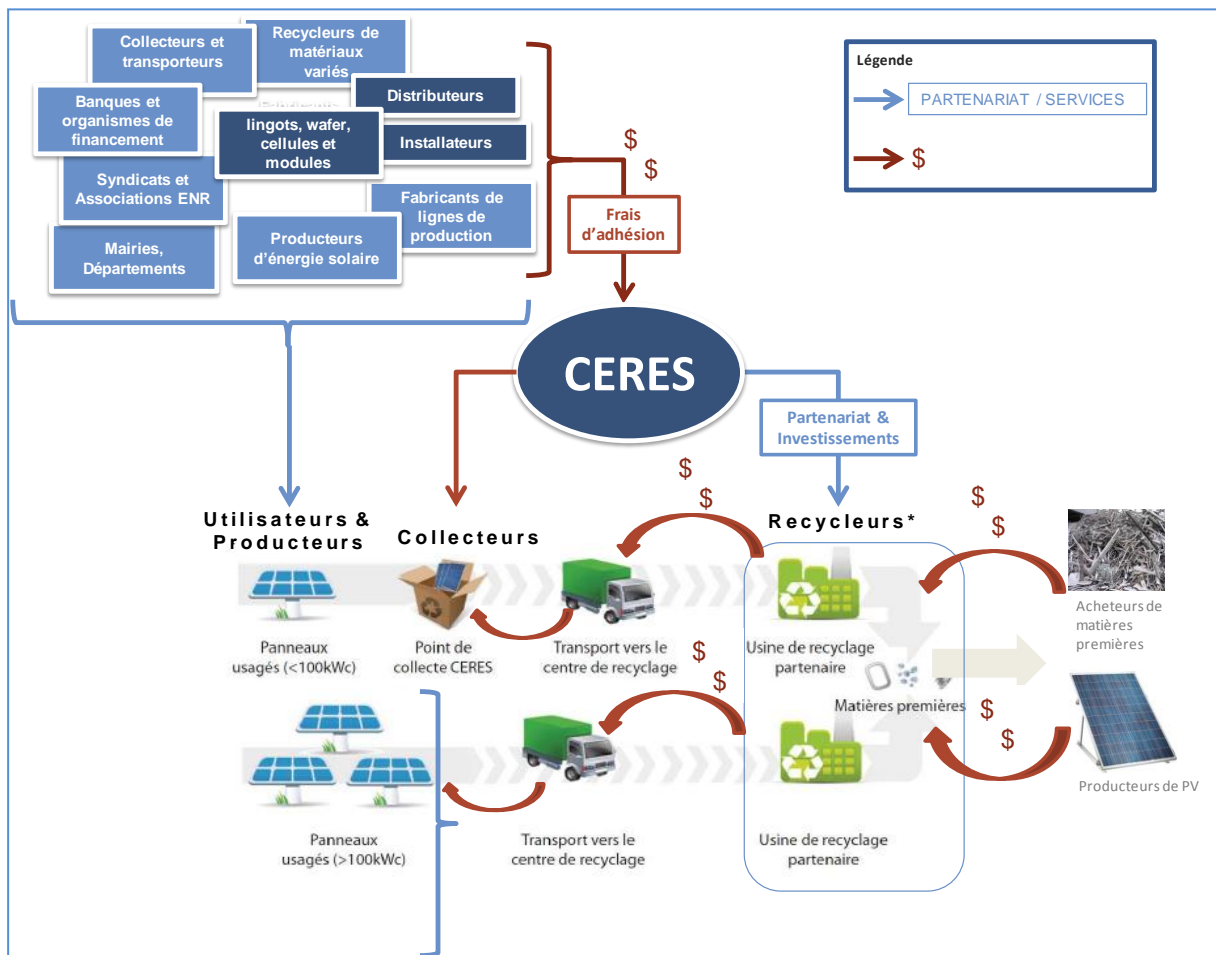 Collecteurs et
transporteurs
Recycleurs de
matériaux
variés
Banques et
organismes de
financement
Fabricants
lingots, wafer,
cellules et
modules
Distributeurs
Installateurs
Syndicats et
Associations ENR
Fabricants de
lignes de
production
Mairies,
Départements
Producteurs
d'énergie solaire
$
$
Frais
d'adhésion
Légende
PARTENARIAT / SERVICES
$
CERES
Partenariat &
Investissements
Utilisateurs &
Producteurs
Collecteurs
Recycleurs*
$
$
$
$
Panneaux
usagés (<100kWc)
Point de
collecte CERES
Transport vers le
centre de recyclage
Usine de recyclage
partenaire
Acheteurs de
matières
premières
$
$
Matières premières
$
$
Panneaux
usagés (>100kWc)
Transport vers le
centre de recyclage
Usine de recyclage
partenaire
Producteurs de PV